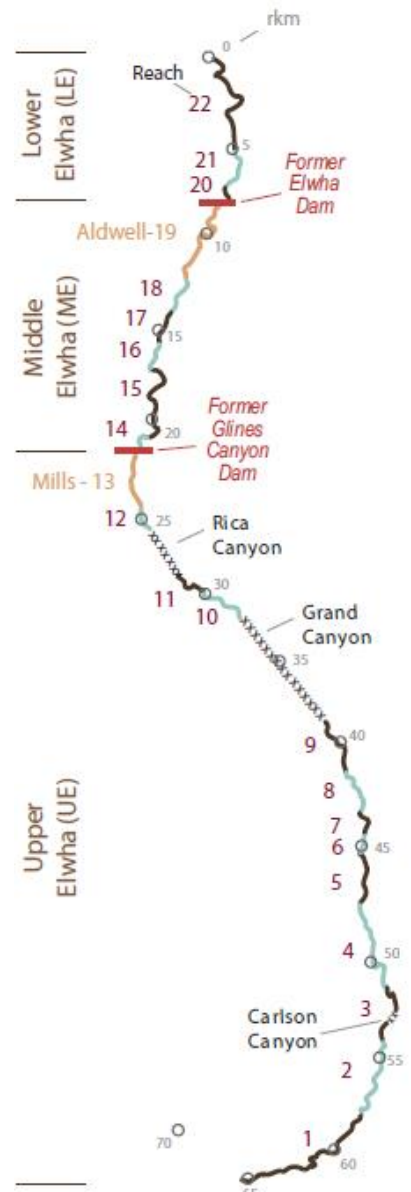 rkm
0
Reach
22
Lower
Elwha (LE)
5
21
20
Former
Elwha
Dam
Aldwell-19
10
18
17
15
16
Middle
Elwha (ME)
15
14
20
Former
Glines
Canyon
Dam
Mills - 13
12
25
Rica
Canyon
11
30
10
Grand
Canyon
35
9
40
8
7
6
45
5
Upper
Elwha (UE)
4
50
3
Carlson
Canyon
55
2
70
1
60